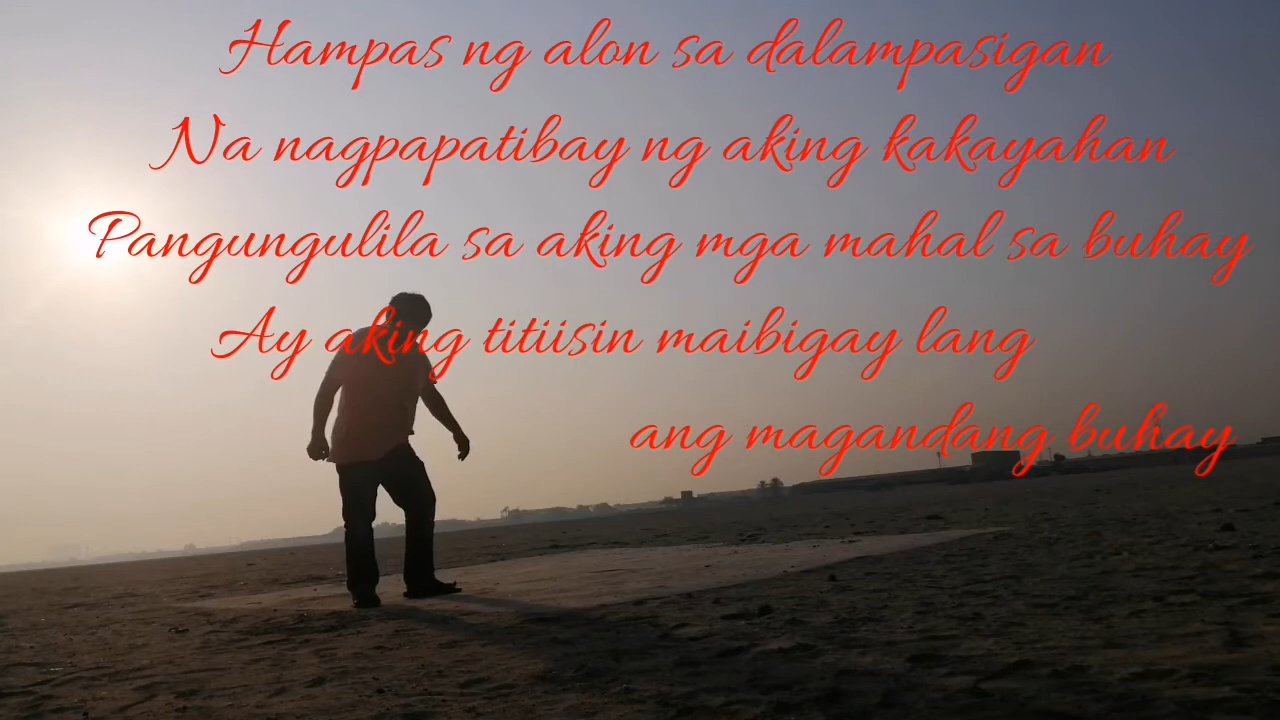 Hampas ng alon sa dalampasigan
Na nagpapatibay ng aking kakayahan
Pangungulila sa aking mga mahal sa buhay
Ay aking titiisin maibigay lang
ang magandang buhay